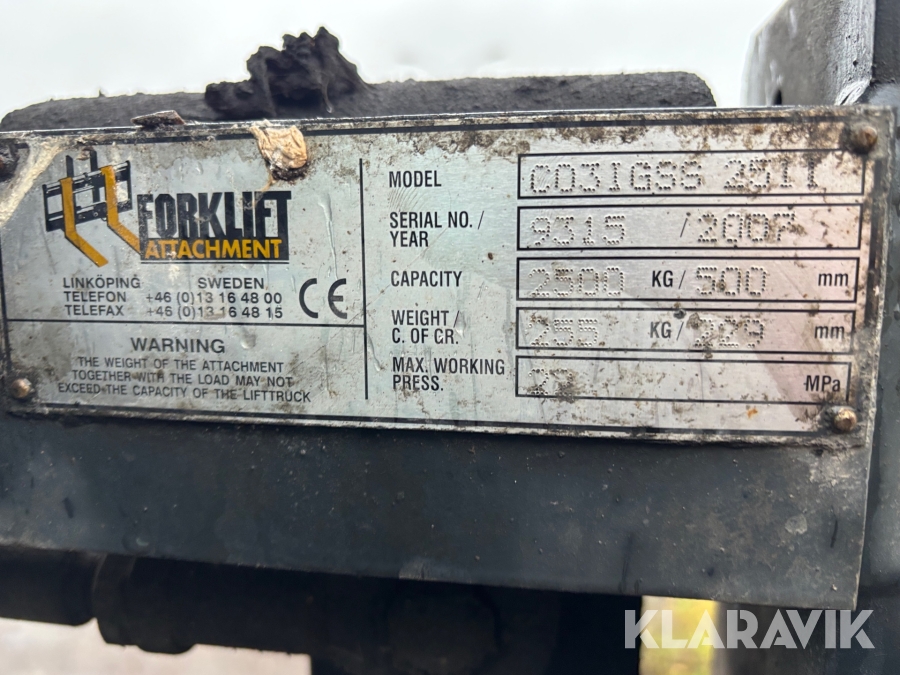 FORKLIFT
ATTACHMENT
LINKÖPING SWEDEN
TELEFON +46 (0)13 16 48 00
TELEFAX +46 (0)13 16 48 15
CE
WARNING
THE WEIGHT OF THE ATTACHMENT
TOGETHER WITH THE LOAD MAY NOT
EXCEED THE CAPACITY OF THE LIFTTRUCK
MODEL
SERIAL NO./ 9315 /
YEAR
CAPACITY 2500 KG/ 500 mm
WEIGHT/ 255 KG/ 229 mm
C. OF GR.
MAX. WORKING MPa
PRESS.
KLARAVIK